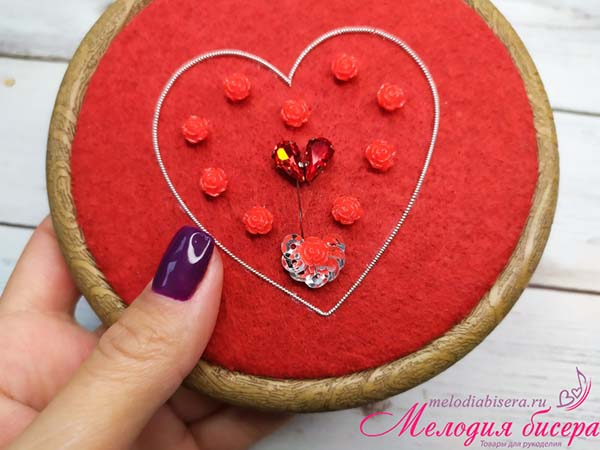 melodiabisera.ru
Мелодия бисера
Товары для рукоделия